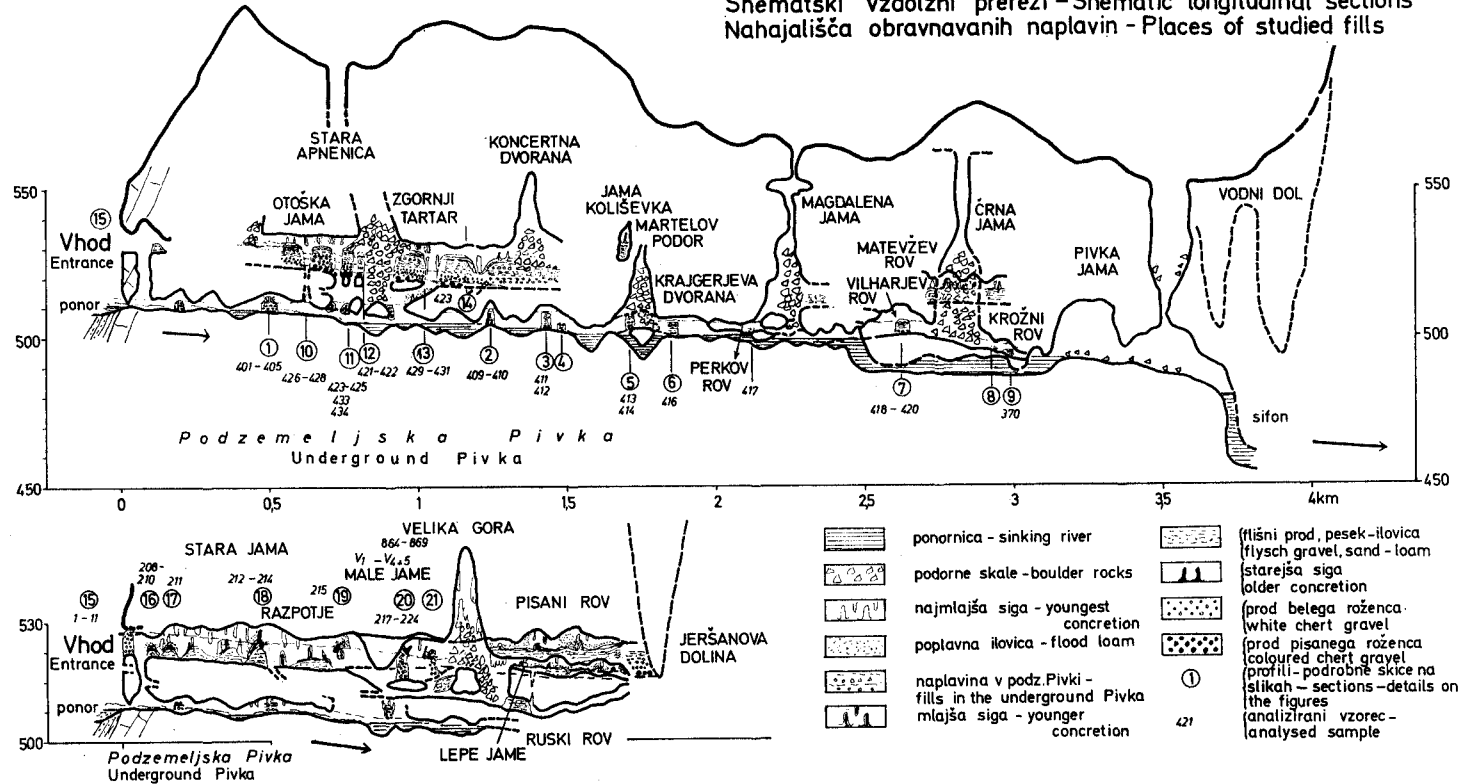 Shematski vzdolžni prerezi - Shematic longitudinal sections
Nahajališča obravnavanih naplavin - Places of studied fills
STARA
APNENICA
KONCERTNA
DVORANA
550
15
Vhod
Entrance
ponor
OTOŠKA
JAMA
ZGORNJI
TARTAR
JAMA
KOLIŠEVKA
MARTELOV
PODOR
KRAJGERJEVA
DVORANA
MAGDALENA
JAMA
ČRNA
JAMA
MATEVŽEV
ROV
VILHARJEV
ROV
PIVKA
JAMA
KROŽNI
ROV
VODNI DOL
550
500
500
423
14
1
401 - 405
10
426 - 428
11
423 - 425
433
434
12
421 - 422
13
429 - 431
2
409 - 410
3
411
412
4
5
413
414
6
416
PERKOV
ROV
417
7
418 - 420
8
9
370
sifon
Podzemeljska Pivka
Underground Pivka
450
450
0
0,5
1
1,5
2
2,5
3
3,5
4km
STARA JAMA
VELIKA GORA
864 - 869
V1 - V4+5
MALE JAME
208 -
210
211
212 - 214
215
RAZPOTJE
15
1 - 11
16
17
18
19
20
21
217 - 224
PISANI ROV
JERŠANOVA
DOLINA
530
Vhod
Entrance
ponor
500
RUSKI ROV
LEPE JAME
Podzemeljska Pivka
Underground Pivka
ponornica - sinking river
podorne skale - boulder rocks
najmlajša siga - youngest
concretion
poplavna ilovica - flood loam
naplavina v podz. Pivki -
fills in the underground Pivka
mlajša siga - younger
concretion
flišni prod, pesek - ilovica
flysch gravel, sand - loam
starejša siga
older concretion
prod belega roženca
white chert gravel
prod pisanega roženca
coloured chert gravel
1
profili - podrobne skice na
slikah - sections - details on
the figures
421
analizirani vzorec -
analysed sample